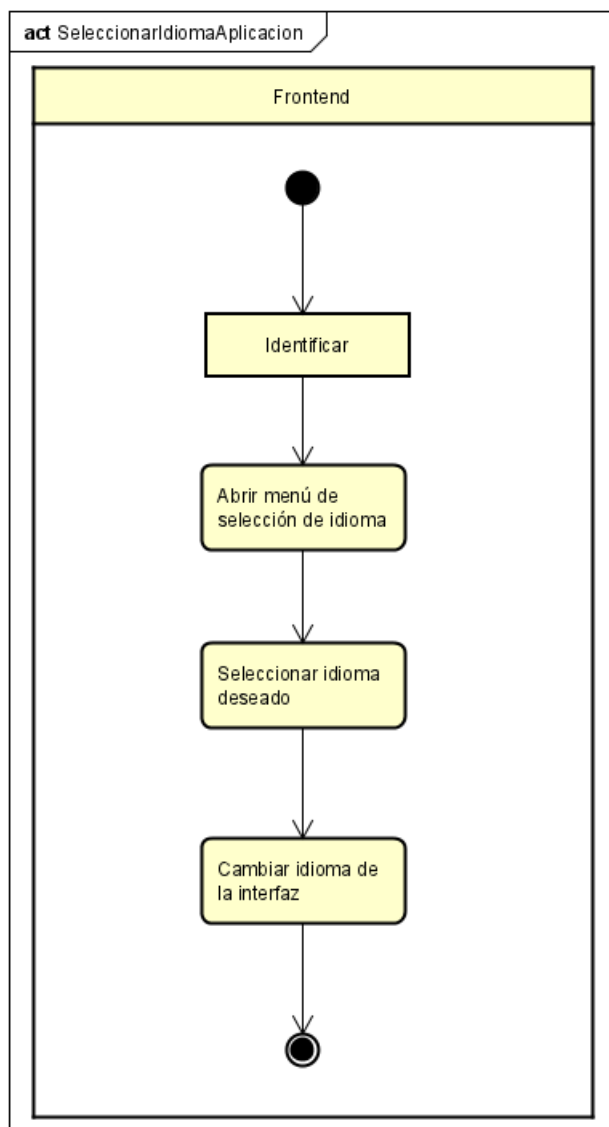 act SeleccionarIdiomaAplicacion
Frontend
Identificar
Abrir menú de
selección de idioma
Seleccionar idioma
deseado
Cambiar idioma de
la interfaz